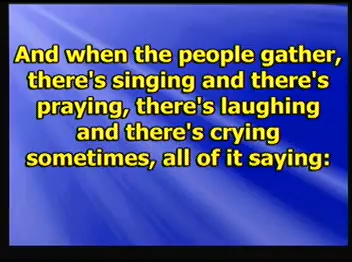 And when the people gather,
there's singing and there's
praying, there's laughing
and there's crying
sometimes, all of it saying: